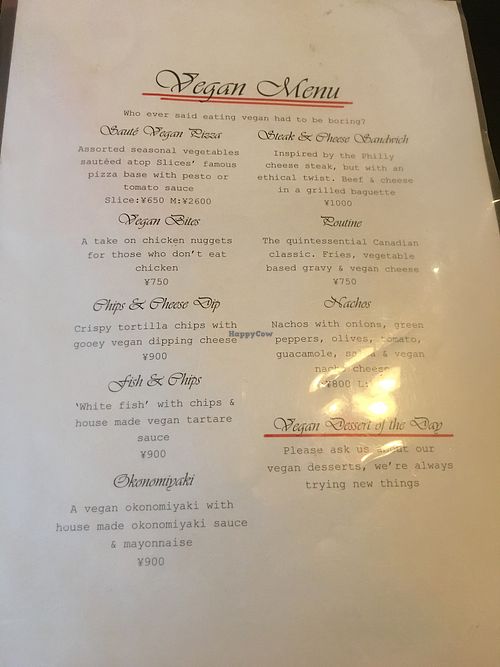 Vegan Menu
Who ever said eating vegan had to be boring?
Sauté Vegan Pizza
Assorted seasonal vegetables
sautéed atop Slices' famous
pizza base with pesto or
tomato sauce
Slice:¥650 M:¥2600
Vegan Bites
A take on chicken nuggets
for those who don't eat
chicken
¥750
Chips & Cheese Dip
Crispy tortilla chips with
gooey vegan dipping cheese
¥900
Fish & Chips
'White fish' with chips &
house made vegan tartare
sauce
¥900
Okonomiyaki
A vegan okonomiyaki with
house made okonomiyaki sauce
& mayonnaise
¥900
Steak & Cheese Sandwich
Inspired by the Philly
cheese steak, but with an
ethical twist. Beef & cheese
in a grilled baguette
¥1000
Poutine
The quintessential Canadian
classic. Fries, vegetable
based gravy & vegan cheese
¥750
Nachos
Nachos with onions, green
peppers, olives, tomato,
guacamole, salsa & vegan
nacho cheese
¥800 L:
Vegan Dessert of the Day
Please ask us about our
vegan desserts, we're always
trying new things
HappyCow